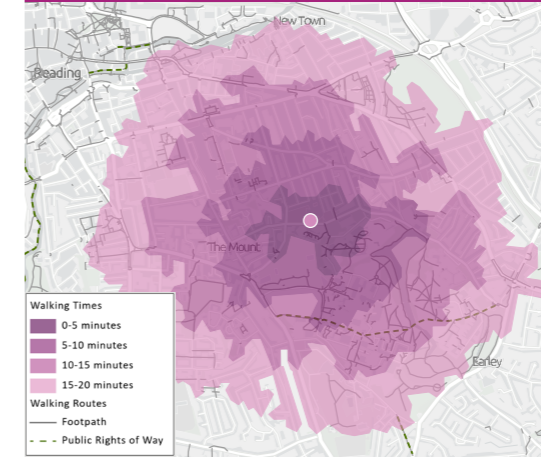 New Town
Reading
The Mount
Earley
Walking Times
0-5 minutes
5-10 minutes
10-15 minutes
15-20 minutes
Walking Routes
Footpath
Public Rights of Way